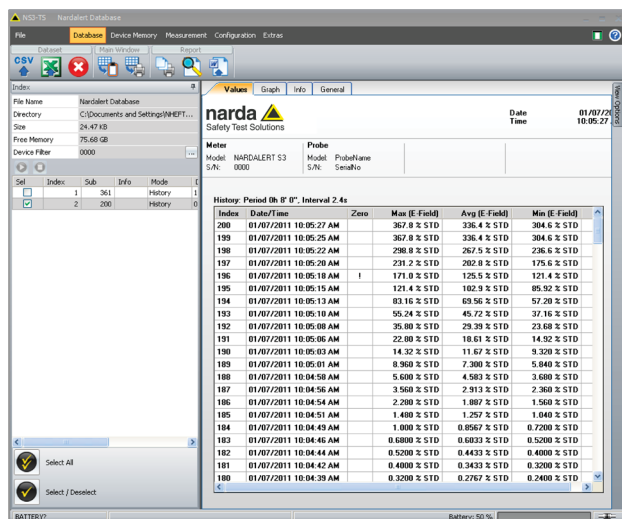 NS3-TS Nardalert Database
File Database Device Memory Measurement Configuration Extras
Dataset Main Window Report
CSV
Index
File Name Nardalert Database
Directory C:\Documents and Settings\NHEFT...
Size 24.47 KB
Free Memory 75.68 GB
Device Filter 0000 ...
Sel Index Sub Info Mode D
1 361 History 1
2 200 History 0
Select All
Select / Deselect
Values Graph Info General
View Options
narda
Safety Test Solutions
Date 01/07/20
Time 10:05:27
Meter Probe
Model: NARDALERT S3 Model: ProbeName
S/N: 0000 S/N: SerialNo
History: Period 0h 8' 0", Interval 2.4s
Index Date/Time Zero Max (E-Field) Avg (E-Field) Min (E-Field)
200 01/07/2011 10:05:27 AM 367.8 % STD 336.4 % STD 304.6 % STD
199 01/07/2011 10:05:25 AM 367.8 % STD 336.4 % STD 304.6 % STD
198 01/07/2011 10:05:22 AM 298.8 % STD 267.7 % STD 236.6 % STD
197 01/07/2011 10:05:20 AM 231.2 % STD 202.8 % STD 175.6 % STD
196 01/07/2011 10:05:18 AM ! 171.0 % STD 125.5 % STD 121.4 % STD
195 01/07/2011 10:05:15 AM 121.4 % STD 102.9 % STD 85.92 % STD
194 01/07/2011 10:05:13 AM 83.16 % STD 69.56 % STD 57.20 % STD
193 01/07/2011 10:05:10 AM 55.24 % STD 45.72 % STD 37.16 % STD
192 01/07/2011 10:05:08 AM 35.80 % STD 29.39 % STD 23.68 % STD
191 01/07/2011 10:05:06 AM 22.80 % STD 18.61 % STD 14.92 % STD
190 01/07/2011 10:05:03 AM 14.32 % STD 11.67 % STD 9.320 % STD
189 01/07/2011 10:05:01 AM 8.960 % STD 7.300 % STD 5.840 % STD
188 01/07/2011 10:04:58 AM 5.600 % STD 4.583 % STD 3.680 % STD
187 01/07/2011 10:04:56 AM 3.560 % STD 2.913 % STD 2.360 % STD
186 01/07/2011 10:04:54 AM 2.280 % STD 1.887 % STD 1.560 % STD
185 01/07/2011 10:04:51 AM 1.480 % STD 1.257 % STD 1.040 % STD
184 01/07/2011 10:04:49 AM 1.000 % STD 0.8567 % STD 0.7200 % STD
183 01/07/2011 10:04:46 AM 0.6800 % STD 0.6033 % STD 0.5200 % STD
182 01/07/2011 10:04:44 AM 0.5200 % STD 0.4433 % STD 0.4000 % STD
181 01/07/2011 10:04:42 AM 0.4000 % STD 0.3433 % STD 0.3200 % STD
180 01/07/2011 10:04:39 AM 0.3200 % STD 0.2767 % STD 0.2400 % STD
BATTERY? Battery: 50 %